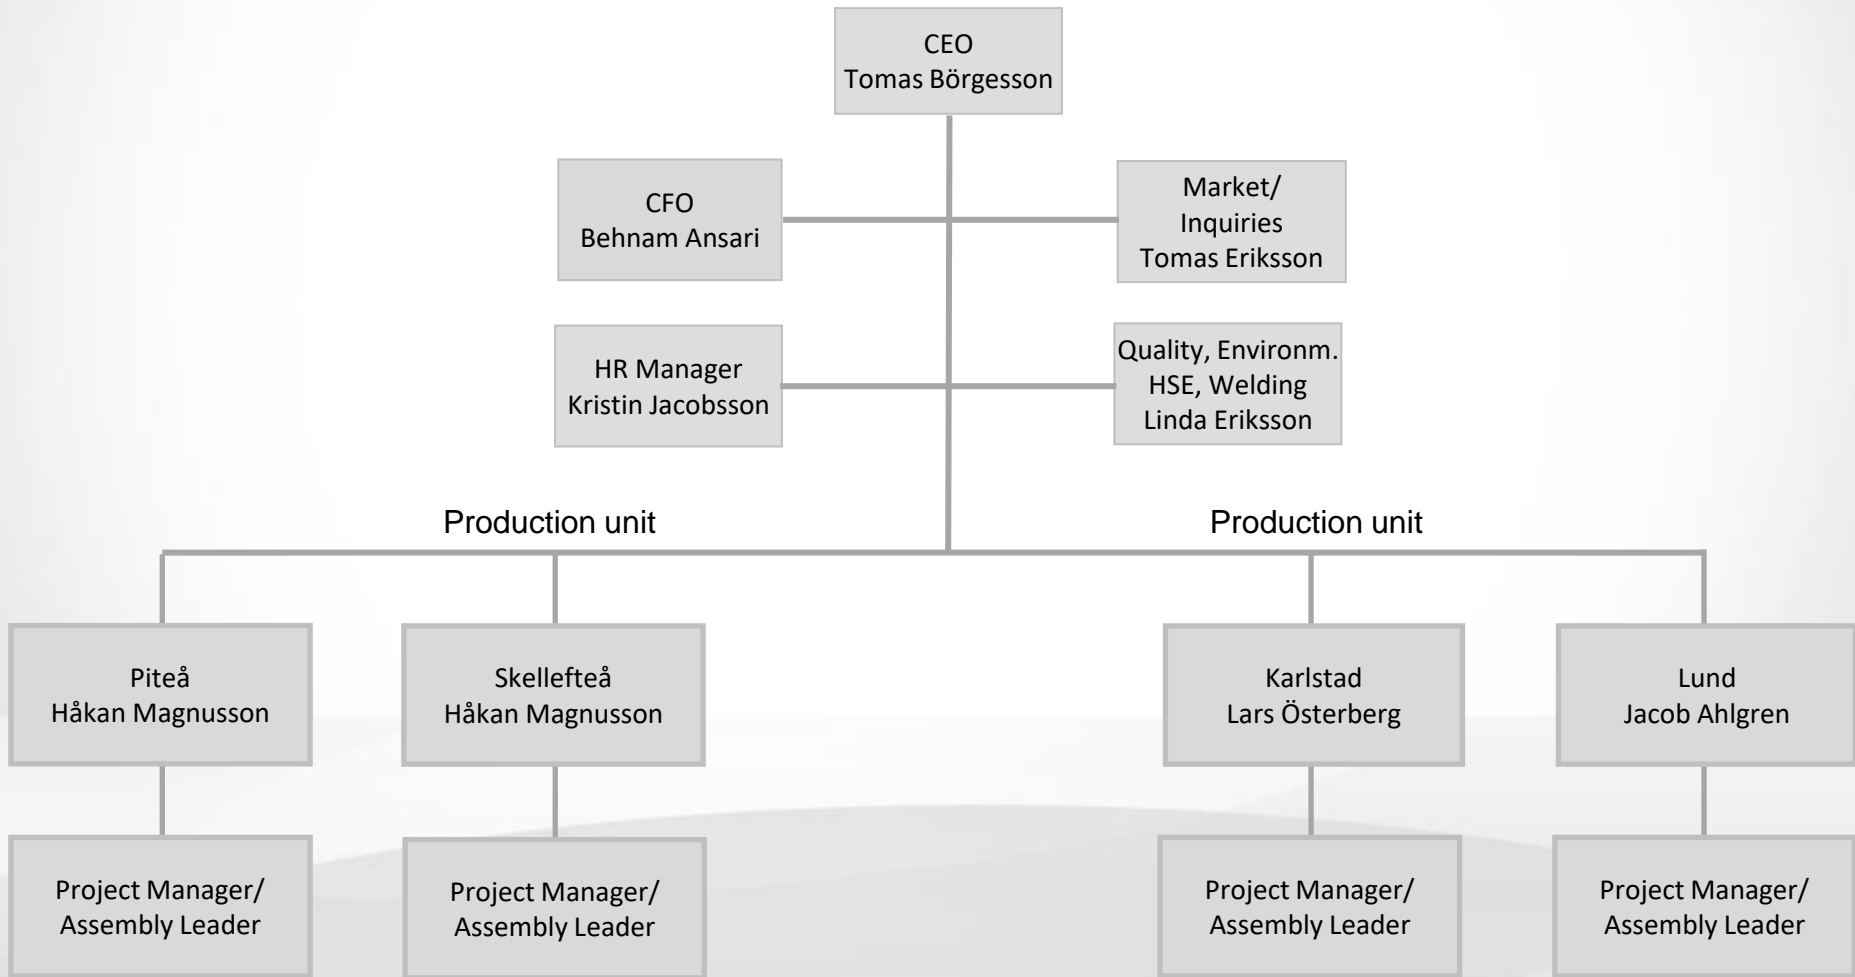 CEO
Tomas Börgesson
CFO
Behnam Ansari
Market/
Inquiries
Tomas Eriksson
HR Manager
Kristin Jacobsson
Quality, Environm.
HSE, Welding
Linda Eriksson
Production unit
Production unit
Piteå
Håkan Magnusson
Skellefteå
Håkan Magnusson
Karlstad
Lars Österberg
Lund
Jacob Ahlgren
Project Manager/
Assembly Leader
Project Manager/
Assembly Leader
Project Manager/
Assembly Leader
Project Manager/
Assembly Leader